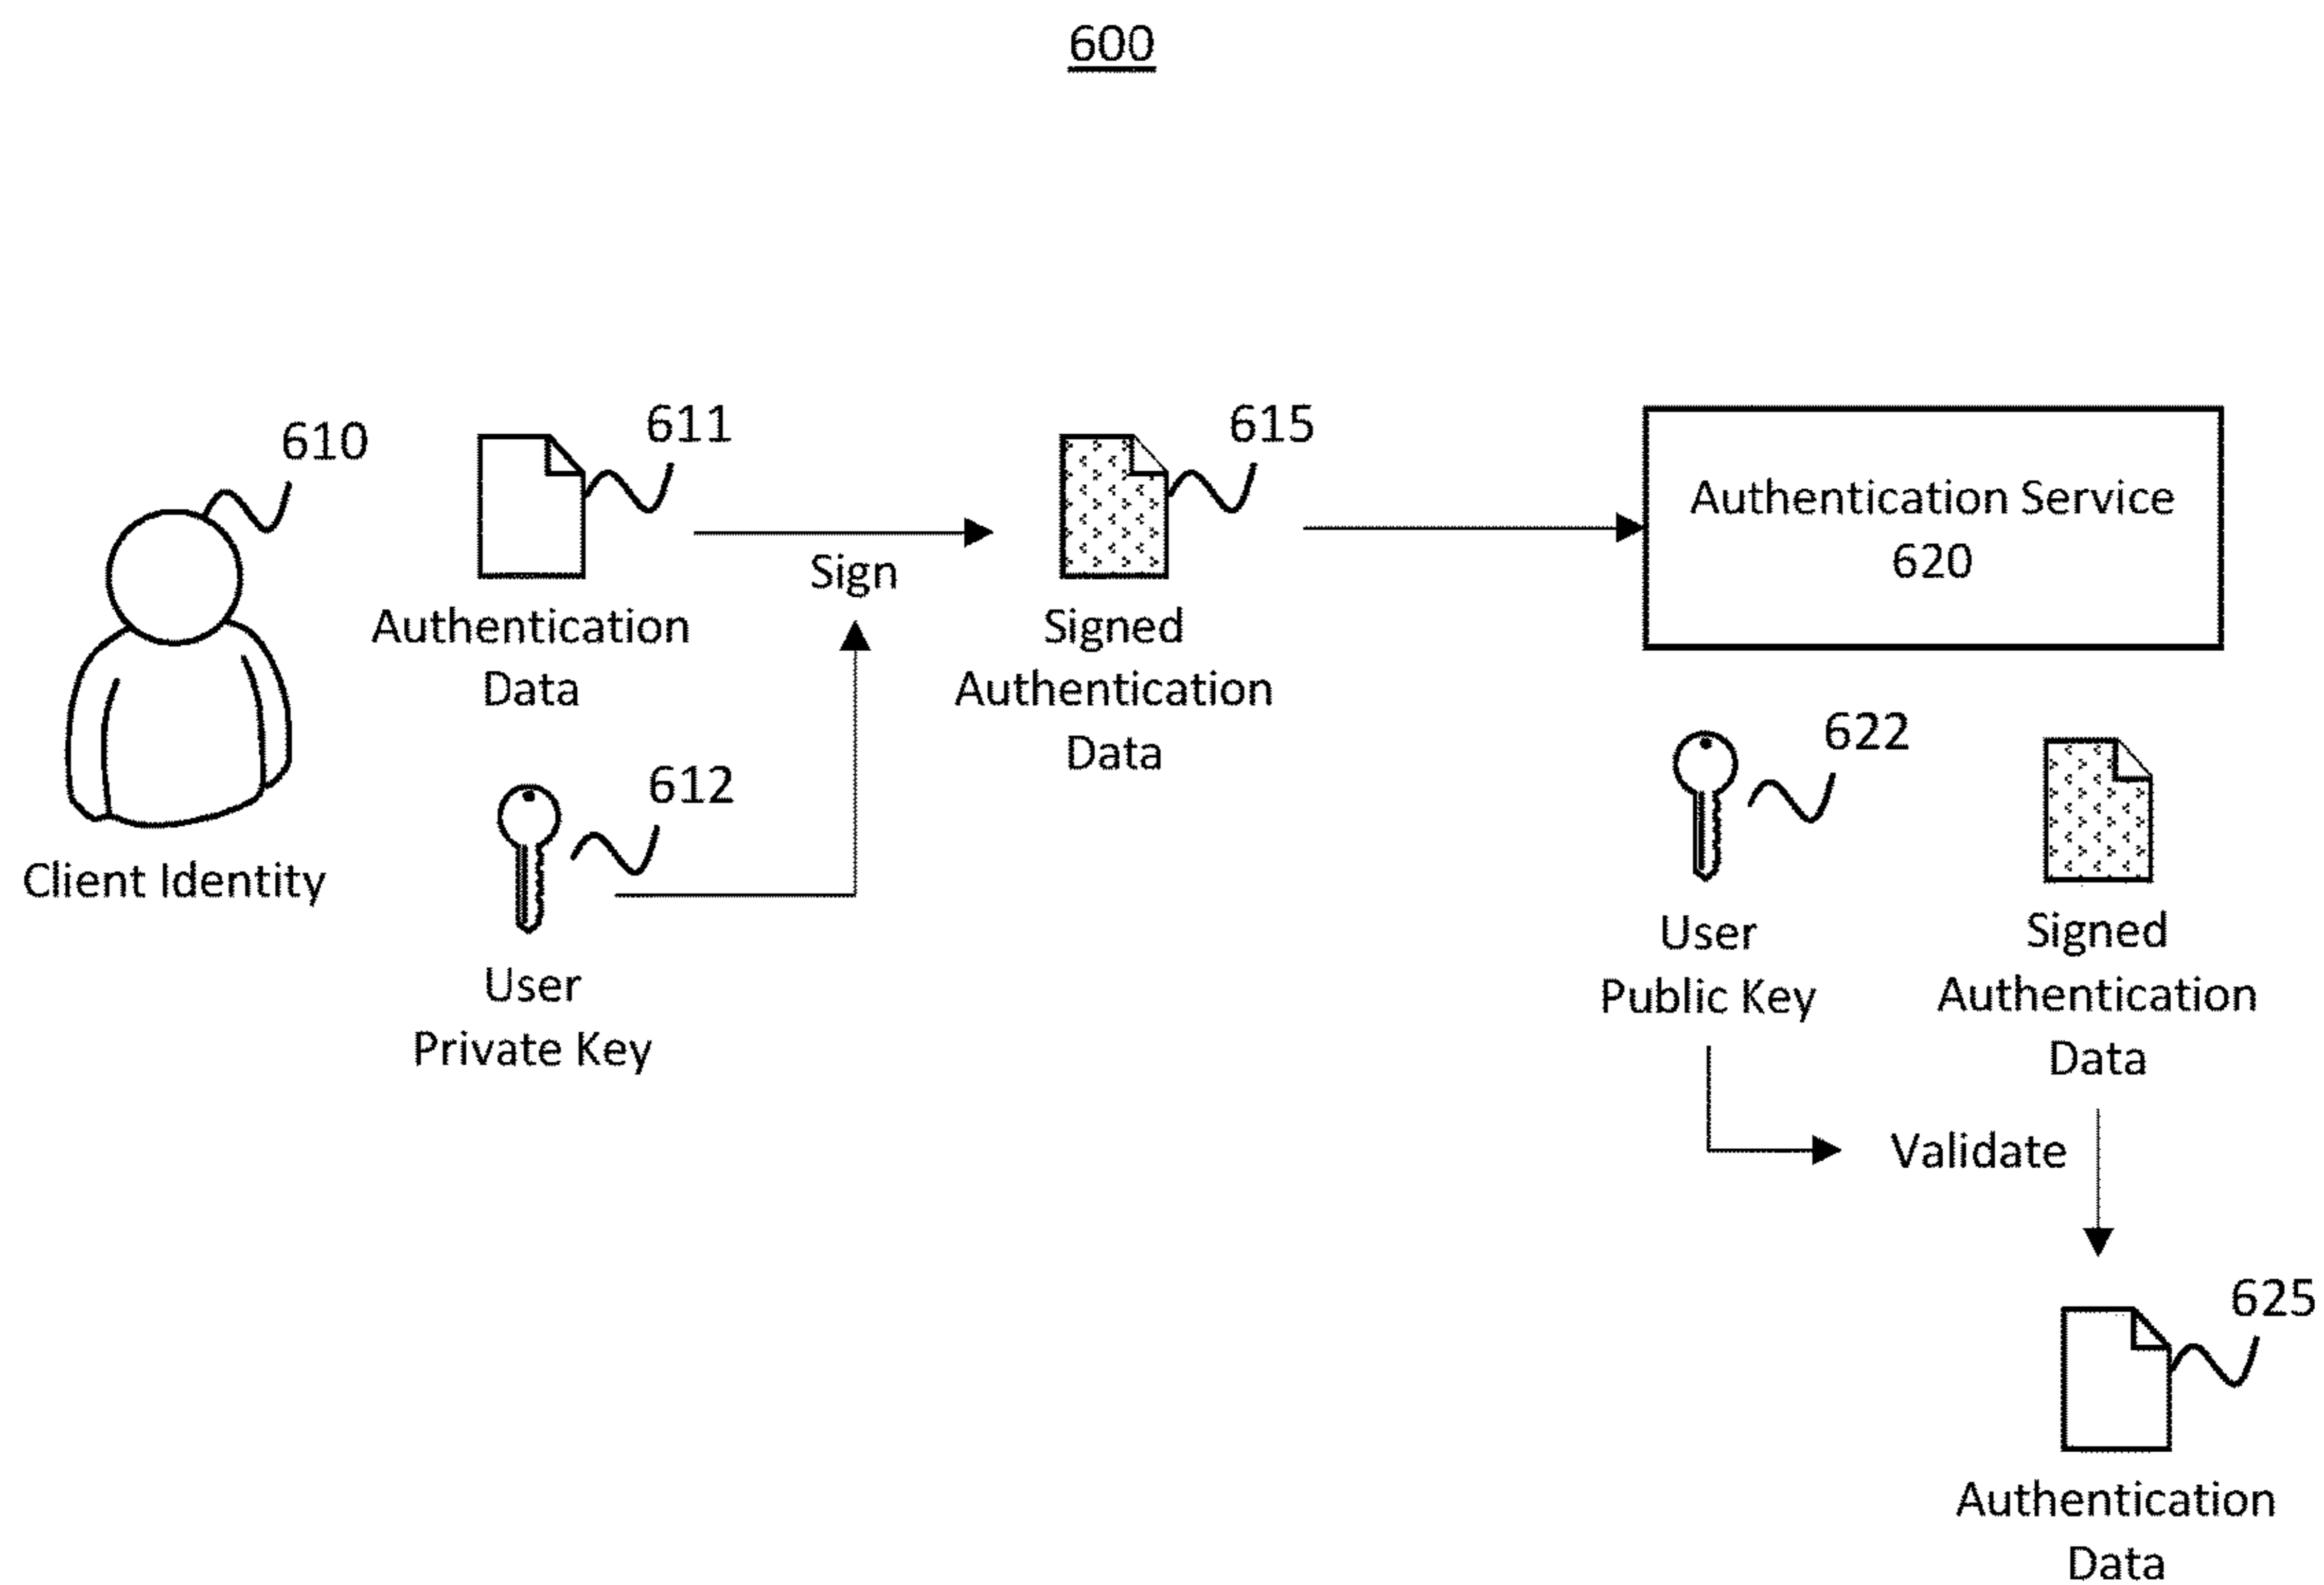 600
610
Client Identity
611
Authentication
Data
612
User
Private Key
Sign
615
Signed
Authentication
Data
Authentication Service
620
622
User
Public Key
Signed
Authentication
Data
Validate
625
Authentication
Data